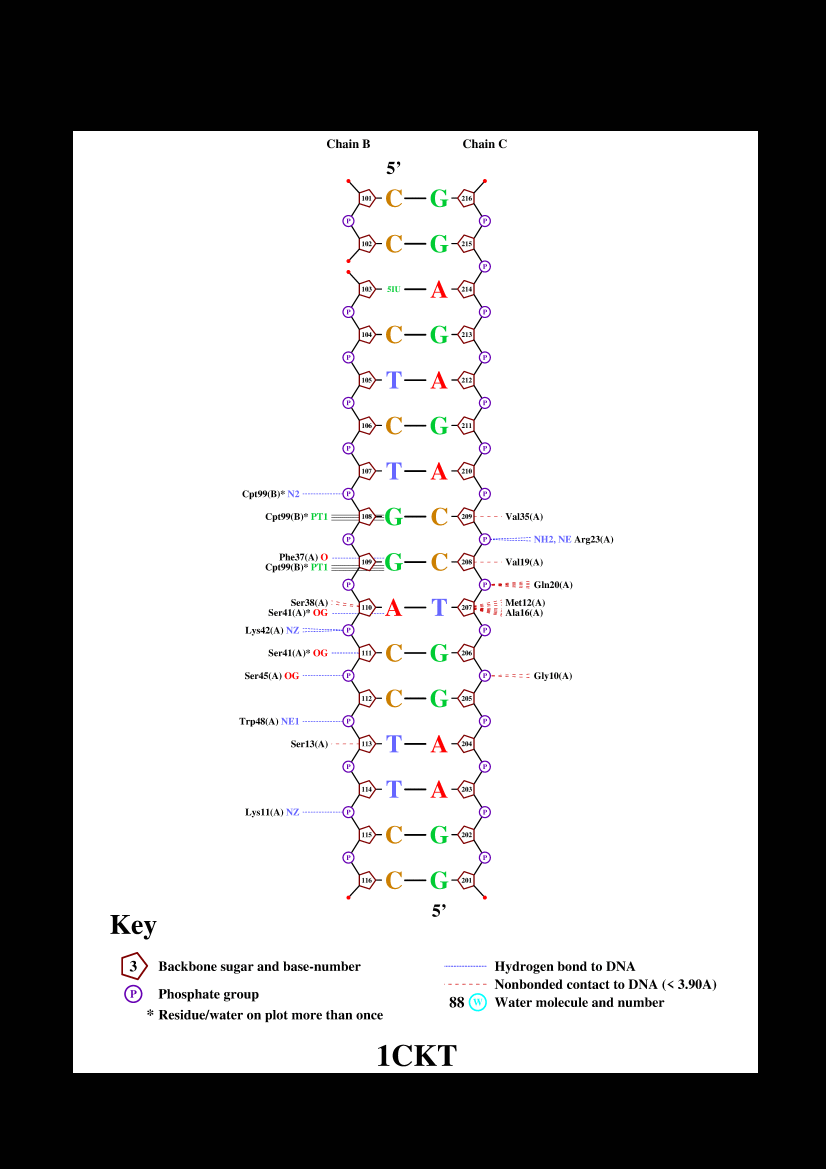 Chain B Chain C
5’
101 C G 216
P P
102 C G 215
P
103 5IU A 214
P P
104 C G 213
P P
105 T A 212
P P
106 C G 211
P P
107 T A 210
Cpt99(B)* N2 P P
Cpt99(B)* PT1 108 G C 209 Val35(A)
P P NH2, NE Arg23(A)
Phe37(A) O
Cpt99(B)* PT1 109 G C 208 Val19(A)
P P Gln20(A)
Ser38(A) Met12(A)
Ser41(A)* OG 110 A T 207 Ala16(A)
Lys42(A) NZ P P
Ser41(A)* OG 111 C G 206
Ser45(A) OG P P Gly10(A)
112 C G 205
Trp48(A) NE1 P P
Ser13(A) 113 T A 204
P P
114 T A 203
Lys11(A) NZ P P
115 C G 202
P P
116 C G 201
5’
Key
3 Backbone sugar and base-number
P Phosphate group
* Residue/water on plot more than once
Hydrogen bond to DNA
Nonbonded contact to DNA (< 3.90A)
88 W Water molecule and number
1CKT